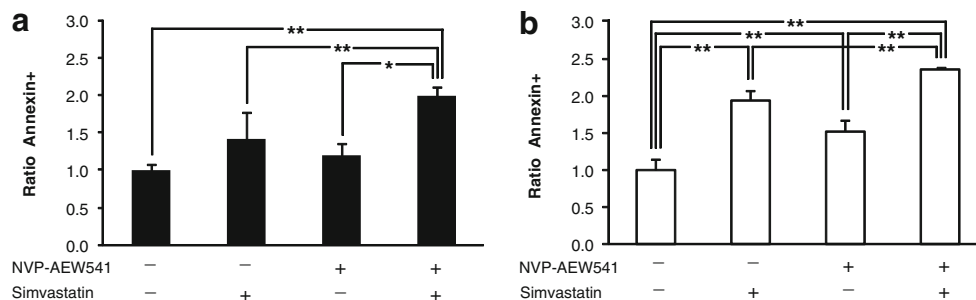 a
Ratio Annexin+
3.0
2.5
2.0
1.5
1.0
0.5
0.0
**
**
*
NVP-AEW541 − − + +
Simvastatin − + − +
b
Ratio Annexin+
3.0
2.5
2.0
1.5
1.0
0.5
0.0
**
** **
** **
NVP-AEW541 − − + +
Simvastatin − + − +